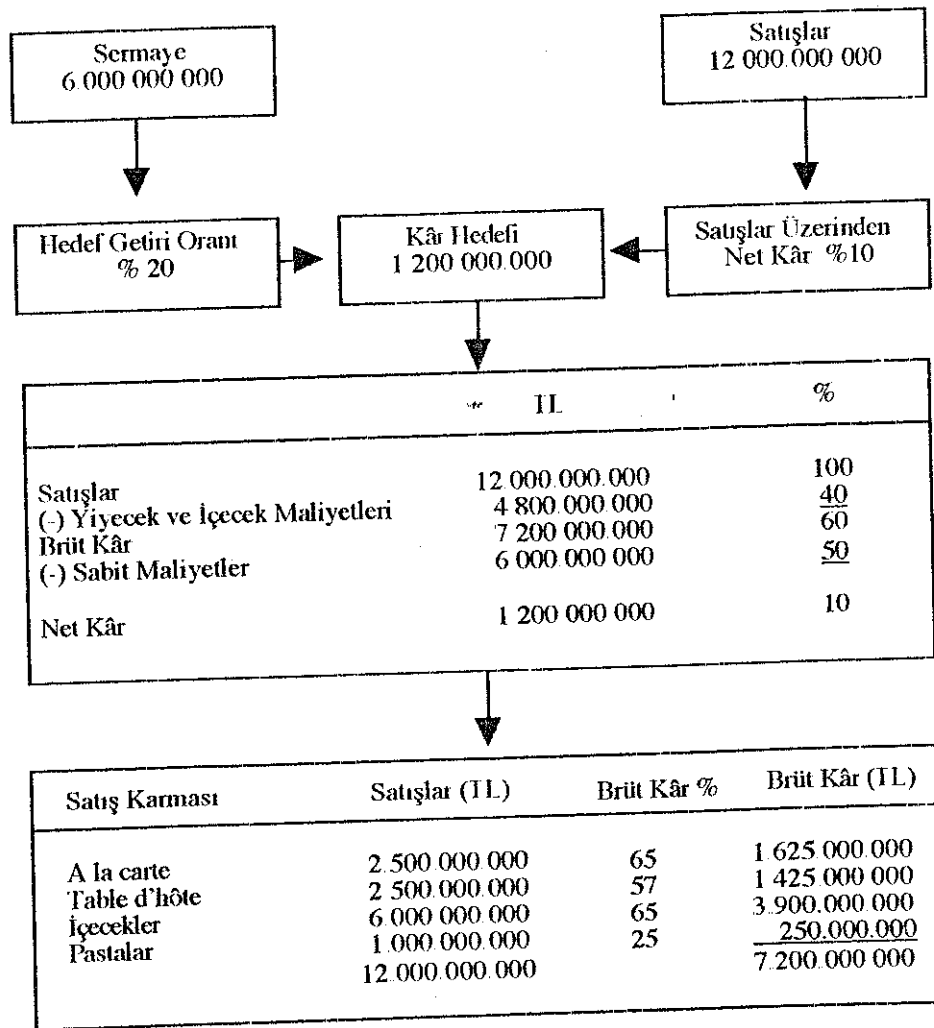 Sermaye
6.000 000 000
Satışlar
12 000.000 000
Hedef Getiri Oranı
% 20
Kâr Hedefi
1 200 000.000
Satışlar Üzerinden
Net Kâr %10
TL %
Satışlar 12 000.000.000 100
(-) Yiyecek ve İçecek Maliyetleri 4 800.000 000 40
Brüt Kâr 7 200 000.000 60
(-) Sabit Maliyetler 6 000.000 000 50
Net Kâr 1 200 000 000 10
Satış Karması Satışlar (TL) Brüt Kâr % Brüt Kâr (TL)
A la carte 2.500 000.000 65 1.625.000.000
Table d'hôte 2 500.000.000 57 1 425.000 000
İçecekler 6 000.000 000 65 3.900.000.000
Pastalar 1.000.000.000 25 250.000.000
12.000.000.000 7.200.000 000